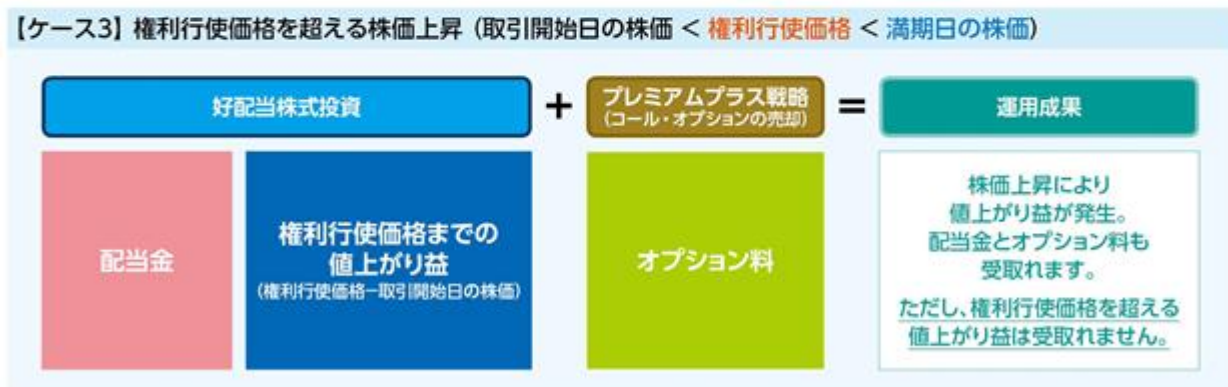 【ケース3】権利行使価格を超える株価上昇（取引開始日の株価 < 権利行使価格 < 満期日の株価）
好配当株式投資
+
プレミアムプラス戦略
（コール・オプションの売却）
=
運用成果
配当金
権利行使価格までの
値上がり益
（権利行使価格−取引開始日の株価）
オプション料
株価上昇により
値上がり益が発生。
配当金とオプション料も
受取れます。
ただし、権利行使価格を超える
値上がり益は受取れません。